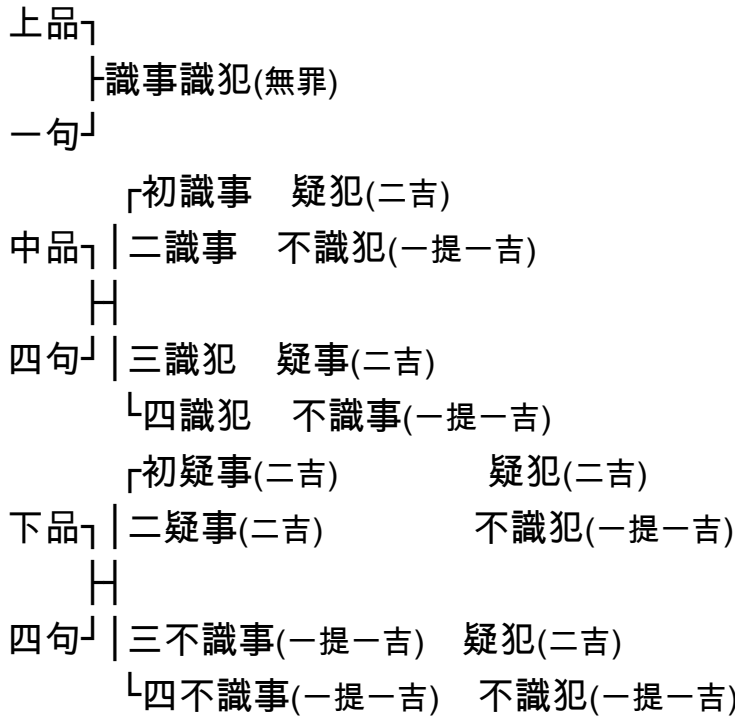 上品┐
├識事識犯(無罪)
一句┘
┌初識事　疑犯(二吉)
中品┐│二識事　不識犯(一提一吉)
├┤
四句┘│三識犯　疑事(二吉)
└四識犯　不識事(一提一吉)
┌初疑事(二吉)　疑犯(二吉)
下品┐│二疑事(二吉)　不識犯(一提一吉)
├┤
四句┘│三不識事(一提一吉)　疑犯(二吉)
└四不識事(一提一吉)　不識犯(一提一吉)